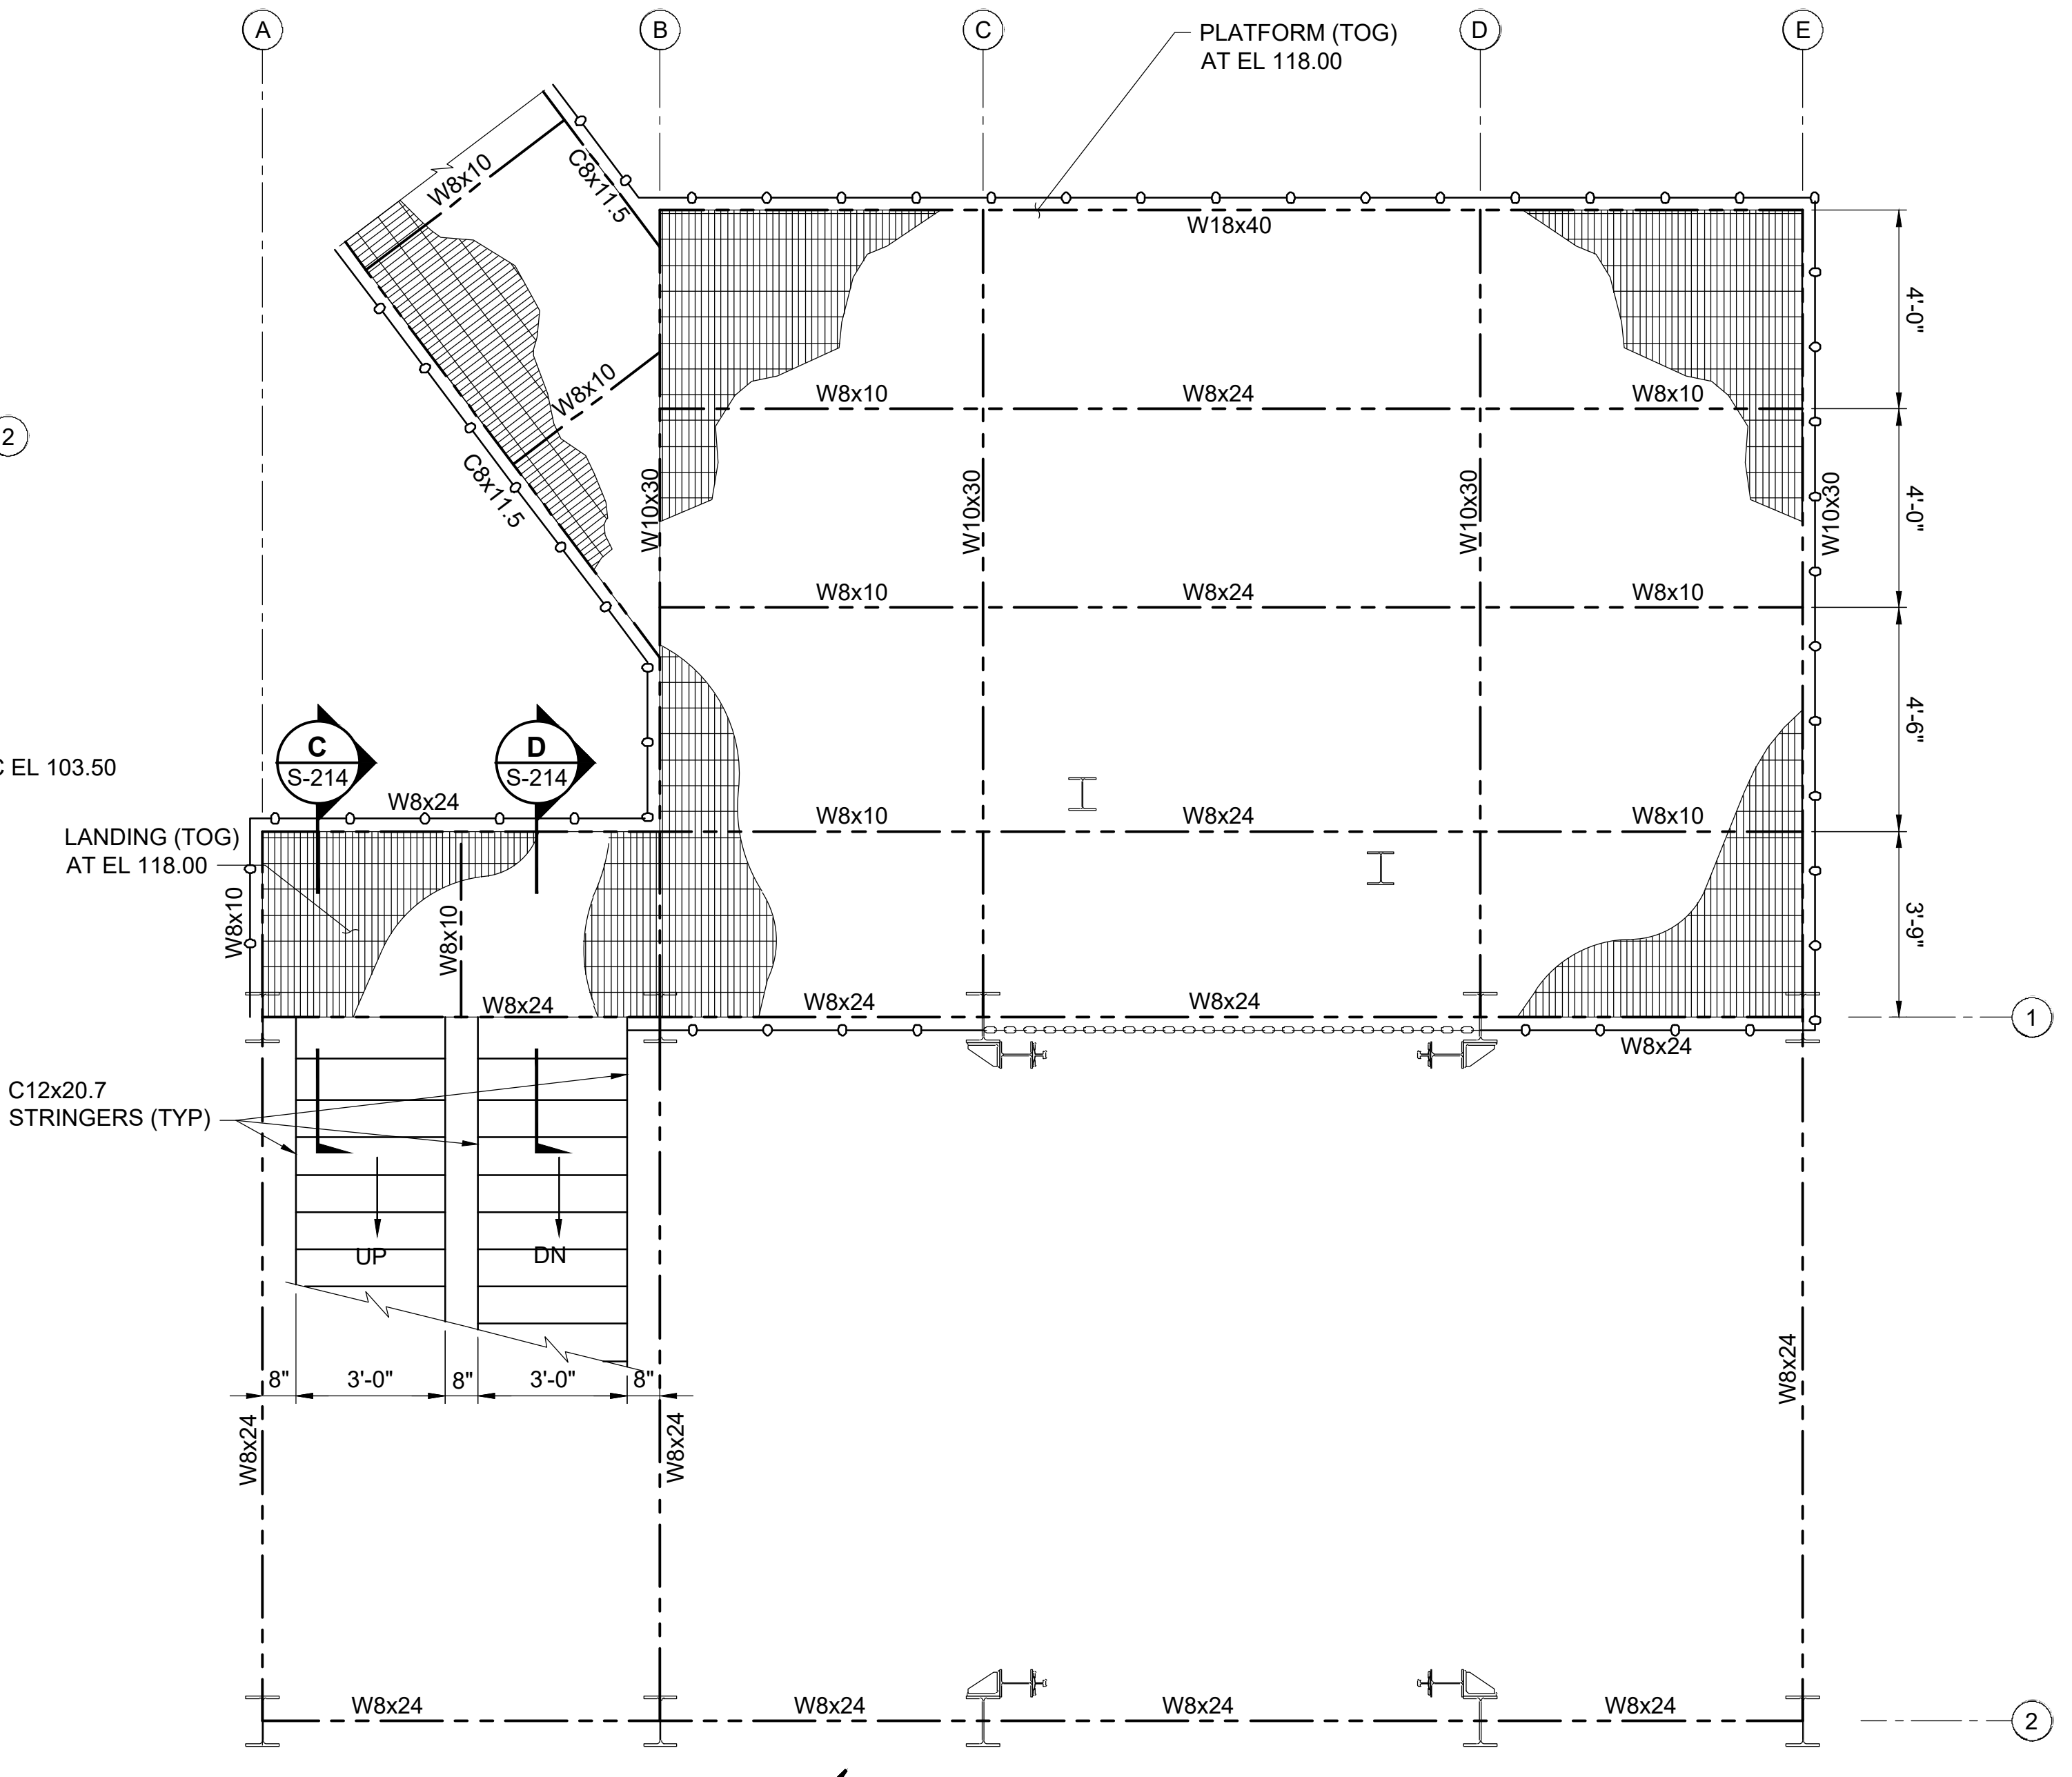 A
B
C
D
E
PLATFORM (TOG)
AT EL 118.00
W8x10
C8x11.5
W18x40
4'-0"
W8x10
W8x10
W8x24
W8x10
2
C8x11.5
W10x30
W10x30
W10x30
W10x30
4'-0"
W8x10
W8x24
W8x10
4'-6"
C
S-214
D
S-214
EL 103.50
W8x24
W8x10
W8x24
W8x10
LANDING (TOG)
AT EL 118.00
W8x10
W8x10
3'-9"
W8x24
W8x24
W8x24
W8x24
1
C12x20.7
STRINGERS (TYP)
UP
DN
8"
3'-0"
8"
3'-0"
8"
W8x24
W8x24
W8x24
W8x24
W8x24
W8x24
W8x24
2